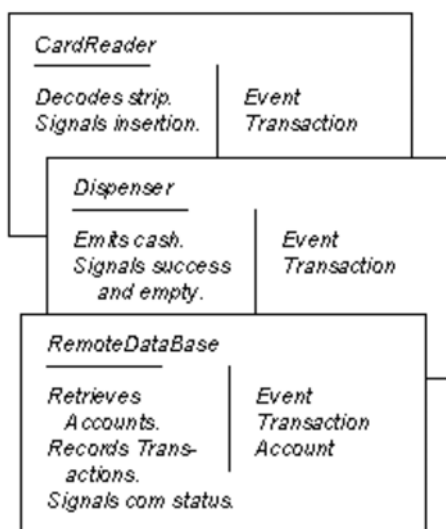 CardReader
Decodes strip.
Signals insertion.
Event
Transaction
Dispenser
Emits cash.
Signals success
and empty.
Event
Transaction
RemoteDataBase
Retrieves
Accounts.
Records Trans-
actions.
Signals com status.
Event
Transaction
Account